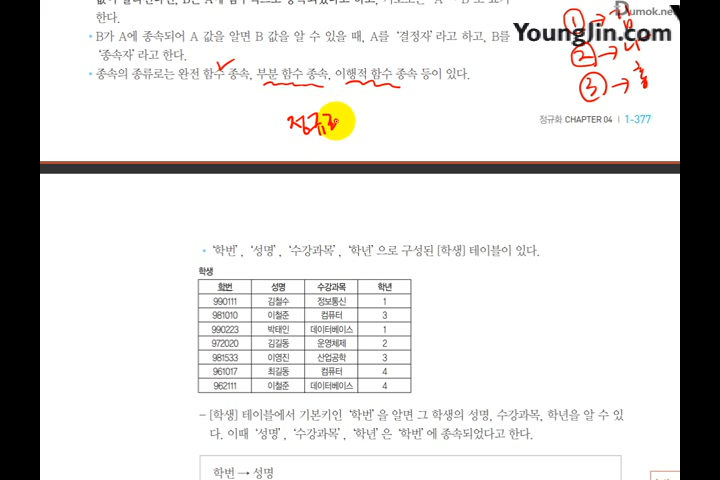 한다.
• B가 A에 종속되어 A 값을 알면 B 값을 알 수 있을 때, A를 '결정자'라고 하고, B를
'종속자'라고 한다.
• 종속의 종류로는 완전 함수 종속, 부분 함수 종속, 이행적 함수 종속 등이 있다.
Dumok.net
YoungJin.com
① →
② → 나
③ →
정규
정규화 CHAPTER 04 | 1-377
• '학번', '성명', '수강과목', '학년'으로 구성된 [학생] 테이블이 있다.
학생
학번 성명 수강과목 학년
990111 김철수 정보통신 1
981010 이철준 컴퓨터 3
990223 박태인 데이터베이스 1
972020 김길동 운영체제 2
981533 이영진 산업공학 3
961017 최길동 컴퓨터 4
962111 이철준 데이터베이스 4
– [학생] 테이블에서 기본키인 '학번'을 알면 그 학생의 성명, 수강과목, 학년을 알 수 있
다. 이때 '성명', '수강과목', '학년'은 '학번'에 종속되었다고 한다.
학번 → 성명